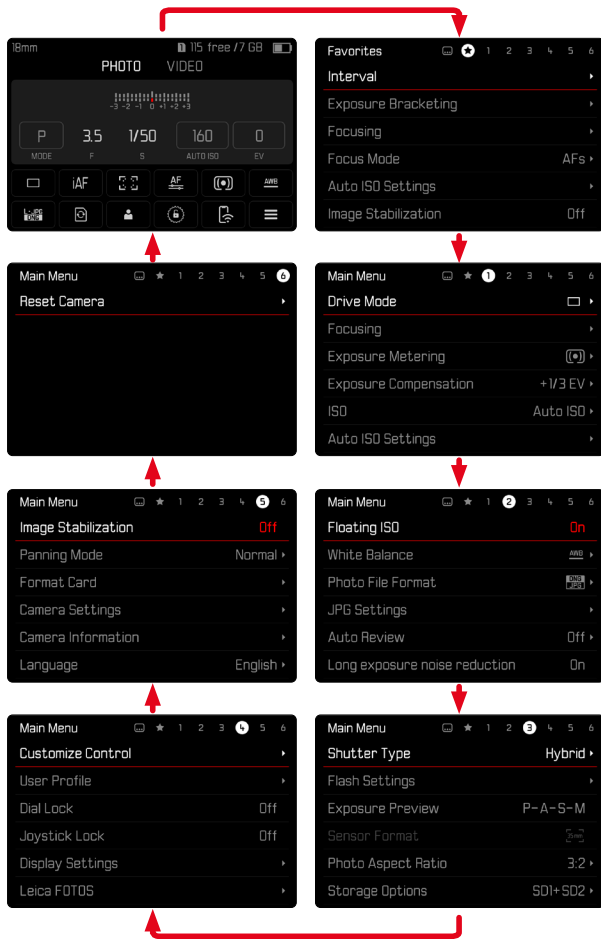 18mm 1 115 free /7 GB
PHOTO VIDEO
-3 -2 -1 0 +1 +2 +3
P 3.5 1/50 160 0
MODE F S AUTO ISO EV
iAF AF AWB
L-JPG
DNG
Favorites 1 2 3 4 5 6
Interval
Exposure Bracketing
Focusing
Focus Mode AFs
Auto ISO Settings
Image Stabilization Off
Main Menu 1 2 3 4 5 6
Reset Camera
Main Menu 1 2 3 4 5 6
Drive Mode
Focusing
Exposure Metering
Exposure Compensation +1/3 EV
ISO Auto ISO
Auto ISO Settings
Main Menu 1 2 3 4 5 6
Image Stabilization Off
Panning Mode Normal
Format Card
Camera Settings
Camera Information
Language English
Main Menu 1 2 3 4 5 6
Floating ISO On
White Balance AWB
Photo File Format DNG JPG
JPG Settings
Auto Review Off
Long exposure noise reduction On
Main Menu 1 2 3 4 5 6
Customize Control
User Profile
Dial Lock Off
Joystick Lock Off
Display Settings
Leica FOTOS
Main Menu 1 2 3 4 5 6
Shutter Type Hybrid
Flash Settings
Exposure Preview P-A-S-M
Sensor Format 35mm
Photo Aspect Ratio 3:2
Storage Options SD1+SD2